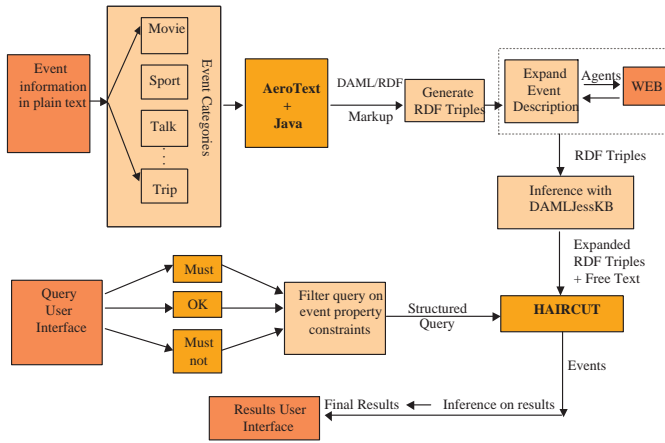 Event
information
in plain text
Movie
Sport
Talk
Trip
Event Categories
AeroText
+
Java
DAML/RDF
Markup
Generate
RDF Triples
Expand
Event
Description
Agents
WEB
RDF Triples
Inference with
DAMLJessKB
Expanded
RDF Triples
+ Free Text
Query
User
Interface
Must
OK
Must
not
Filter query on
event property
constraints
Structured
Query
HAIRCUT
Events
Inference on results
Final Results
Results User
Interface